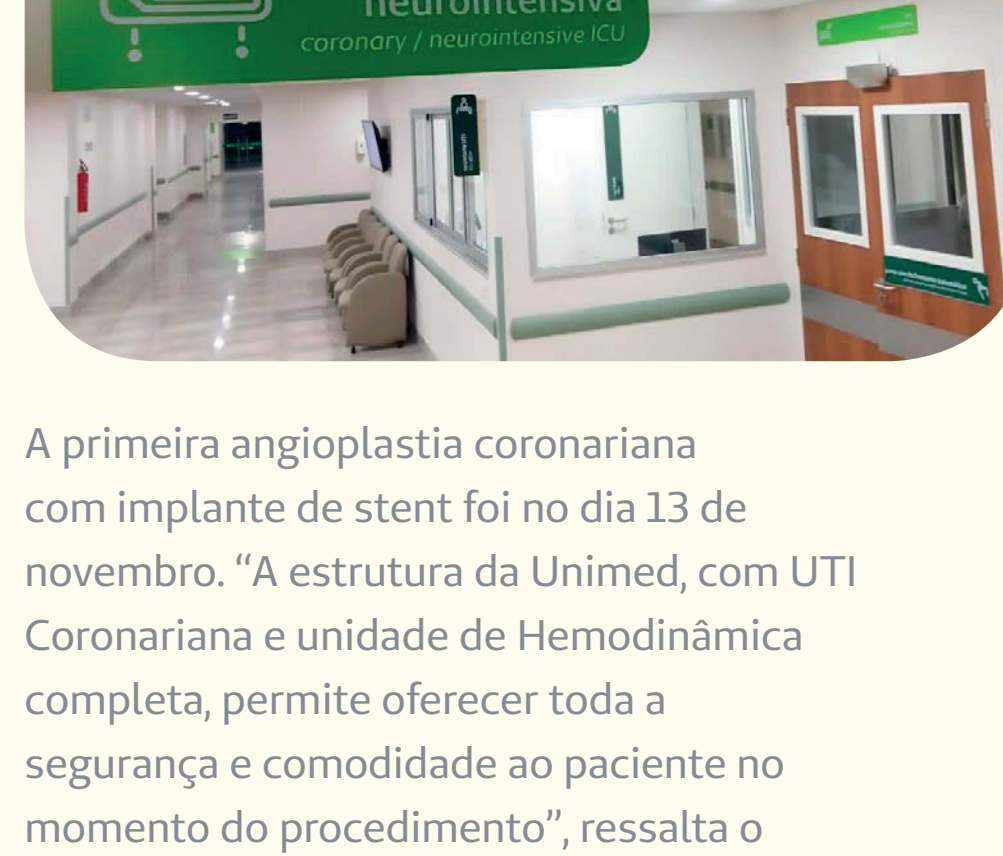 neurointensiva
coronary / neurointensive ICU
A primeira angioplastia coronariana
com implante de stent foi no dia 13 de
novembro. “A estrutura da Unimed, com UTI
Coronariana e unidade de Hemodinâmica
completa, permite oferecer toda a
segurança e comodidade ao paciente no
momento do procedimento”, ressalta o